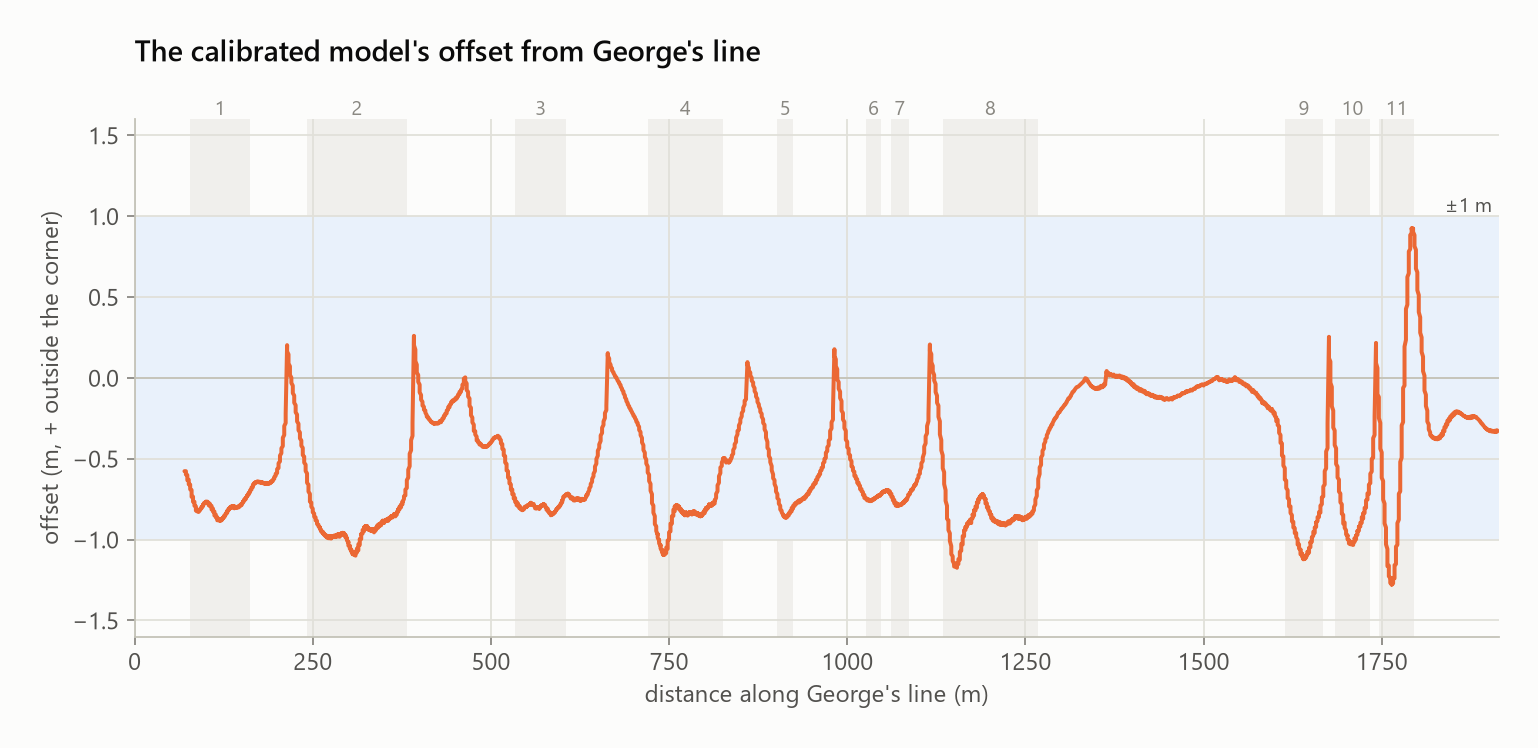 The calibrated model's offset from George's line
1 2 3 4 5 6 7 8 9 10 11
±1 m
1.5
1.0
0.5
0.0
−0.5
−1.0
−1.5
offset (m, + outside the corner)
0 250 500 750 1000 1250 1500 1750
distance along George's line (m)